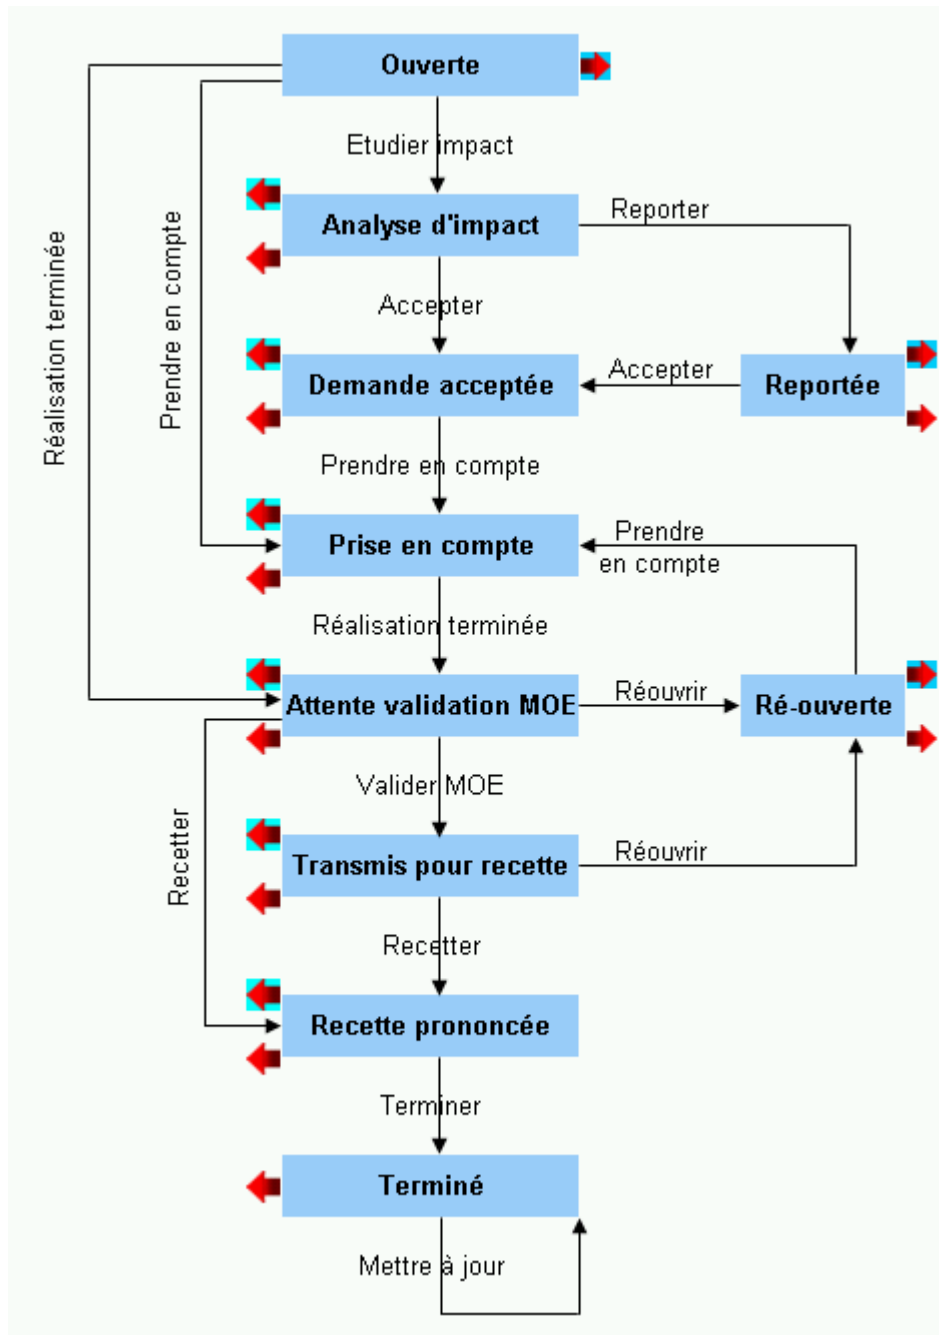 Ouverte
Etudier impact
Réalisation terminée
Prendre en compte
Analyse d'impact
Reporter
Accepter
Demande acceptée
Accepter
Reportée
Prendre en compte
Prise en compte
Prendre
en compte
Réalisation terminée
Attente validation MOE
Réouvrir
Ré-ouverte
Valider MOE
Recetter
Transmis pour recette
Réouvrir
Recetter
Recette prononcée
Terminer
Terminé
Mettre à jour